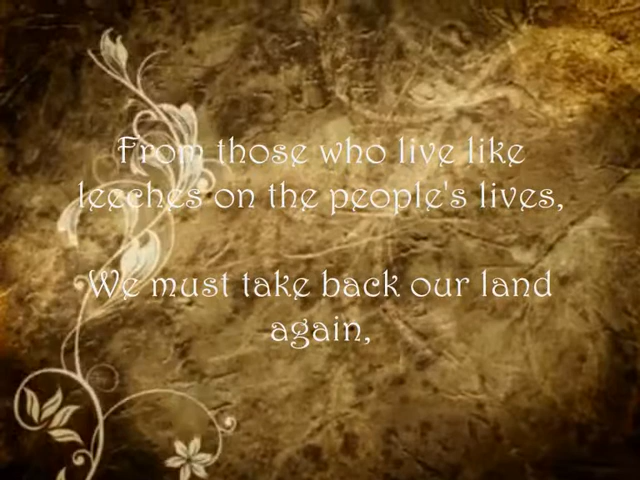 From those who live like
leeches on the people's lives,
We must take back our land
again,